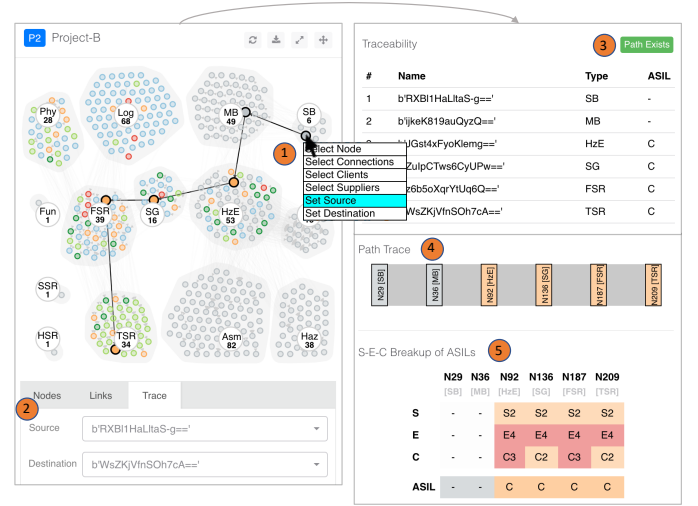 P2 Project-B
Phy
28
Log
68
MB
49
SB
6
Fun
1
FSR
39
SG
16
HzE
53
SSR
1
HSR
1
TSR
34
Asm
82
Haz
38
1
Select Node
Select Connections
Select Clients
Select Suppliers
Set Source
Set Destination
Nodes Links Trace
2
Source b'RXBl1HaLltaS-g=='
Destination b'WsZKjVfnSOh7cA=='
Traceability 3 Path Exists
# Name Type ASIL
1 b'RXBl1HaLltaS-g==' SB -
2 b'ijkeK819auQyzQ==' MB -
JGst4xFyoKlemg==' HzE C
ZuIpCTws6CyUPw==' SG C
z6b5oXqrYtUq6Q==' FSR C
WsZKjVfnSOh7cA==' TSR C
Path Trace 4
N29 [SB]
N36 [MB]
N92 [HzE]
N136 [SG]
N187 [FSR]
N209 [TSR]
S-E-C Breakup of ASILs 5
N29 N36 N92 N136 N187 N209
[SB] [MB] [HzE] [SG] [FSR] [TSR]
S - - S2 S2 S2 S2
E - - E4 E4 E4 E4
C - - C3 C2 C3 C2
ASIL - - C C C C